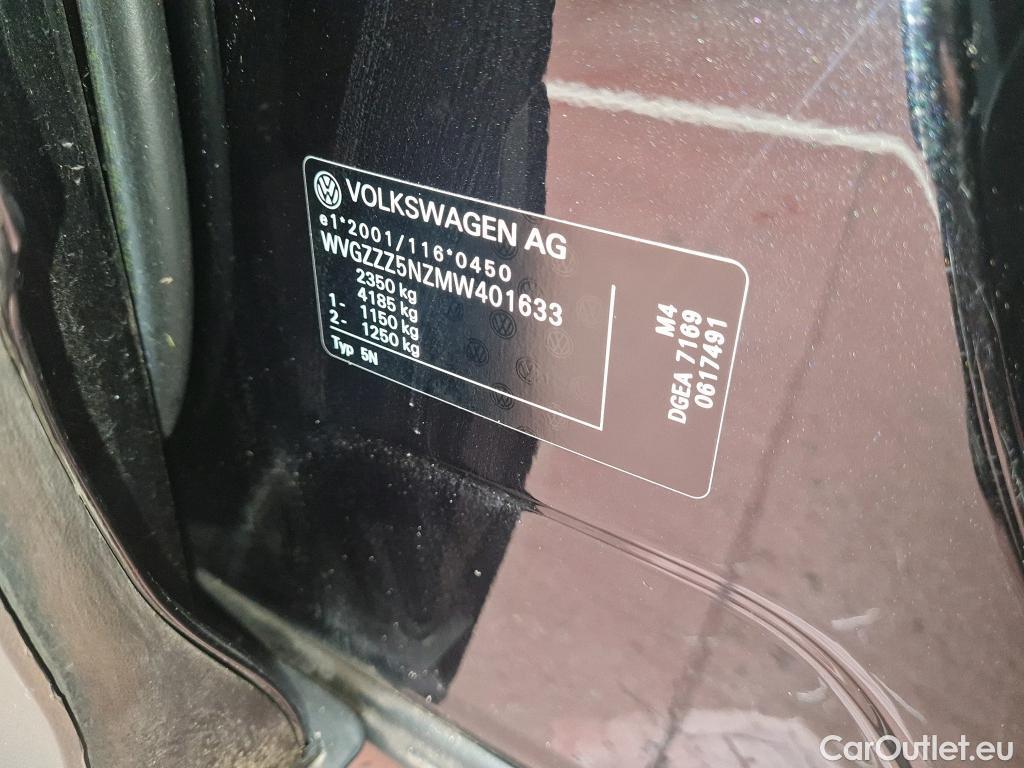 VOLKSWAGEN AG
e1*2001/116*0450
WVGZZZ5NZMW401633
2350 kg
4185 kg
1- 1150 kg
2- 1250 kg
Typ 5N
M4
DGEA 7169
0617491
CarOutlet.eu